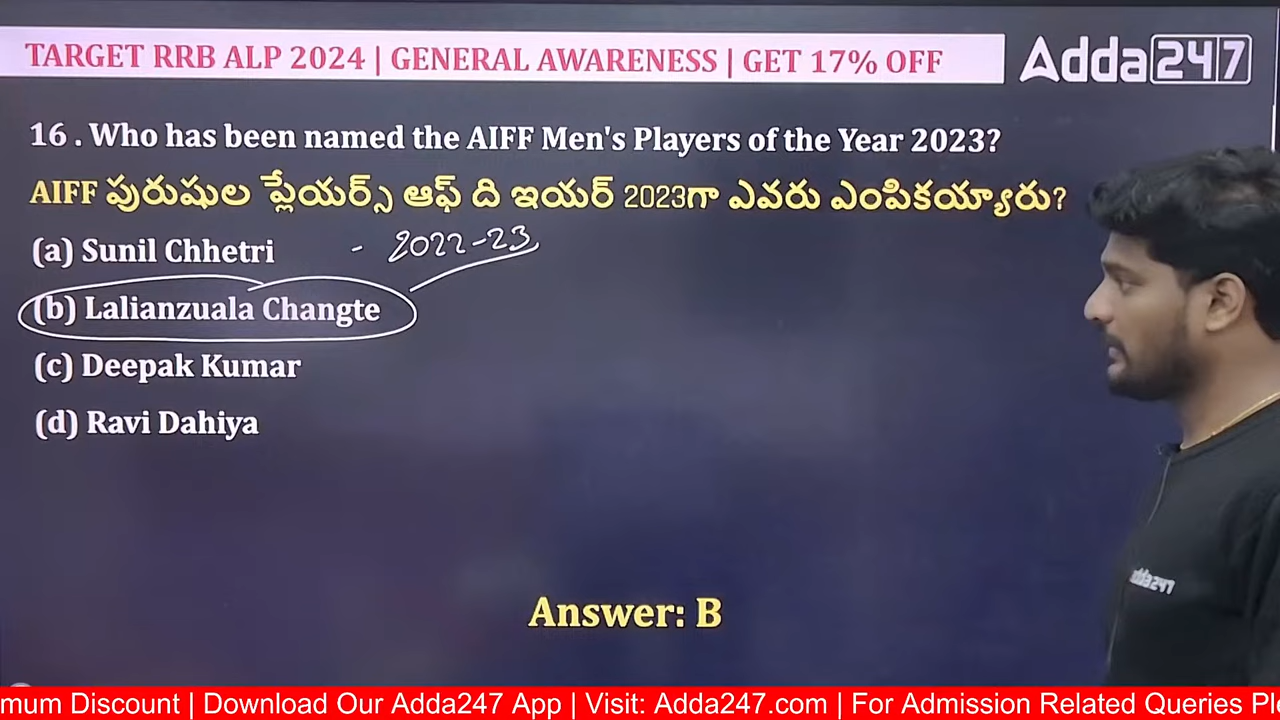 TARGET RRB ALP 2024 | GENERAL AWARENESS | GET 17% OFF
Adda247
16 . Who has been named the AIFF Men's Players of the Year 2023?
AIFF పురుషుల ప్లేయర్స్ ఆఫ్ ది ఇయర్ 2023గా ఎవరు ఎంపికయ్యారు?
(a) Sunil Chhetri - 2022-23
(b) Lalianzuala Changte
(c) Deepak Kumar
(d) Ravi Dahiya
adda247
Answer: B
mum Discount | Download Our Adda247 App | Visit: Adda247.com | For Admission Related Queries Pl